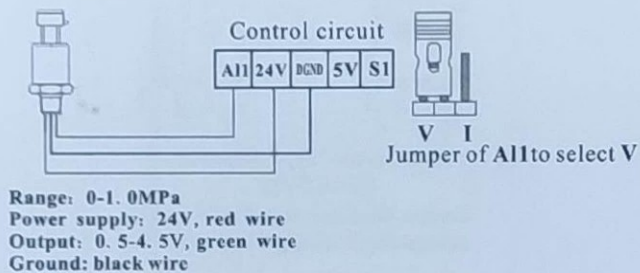 Control circuit
AI1 24V DGND 5V S1
V I
Jumper of AI1to select V
Range: 0-1. 0MPa
Power supply: 24V, red wire
Output: 0. 5-4. 5V, green wire
Ground: black wire